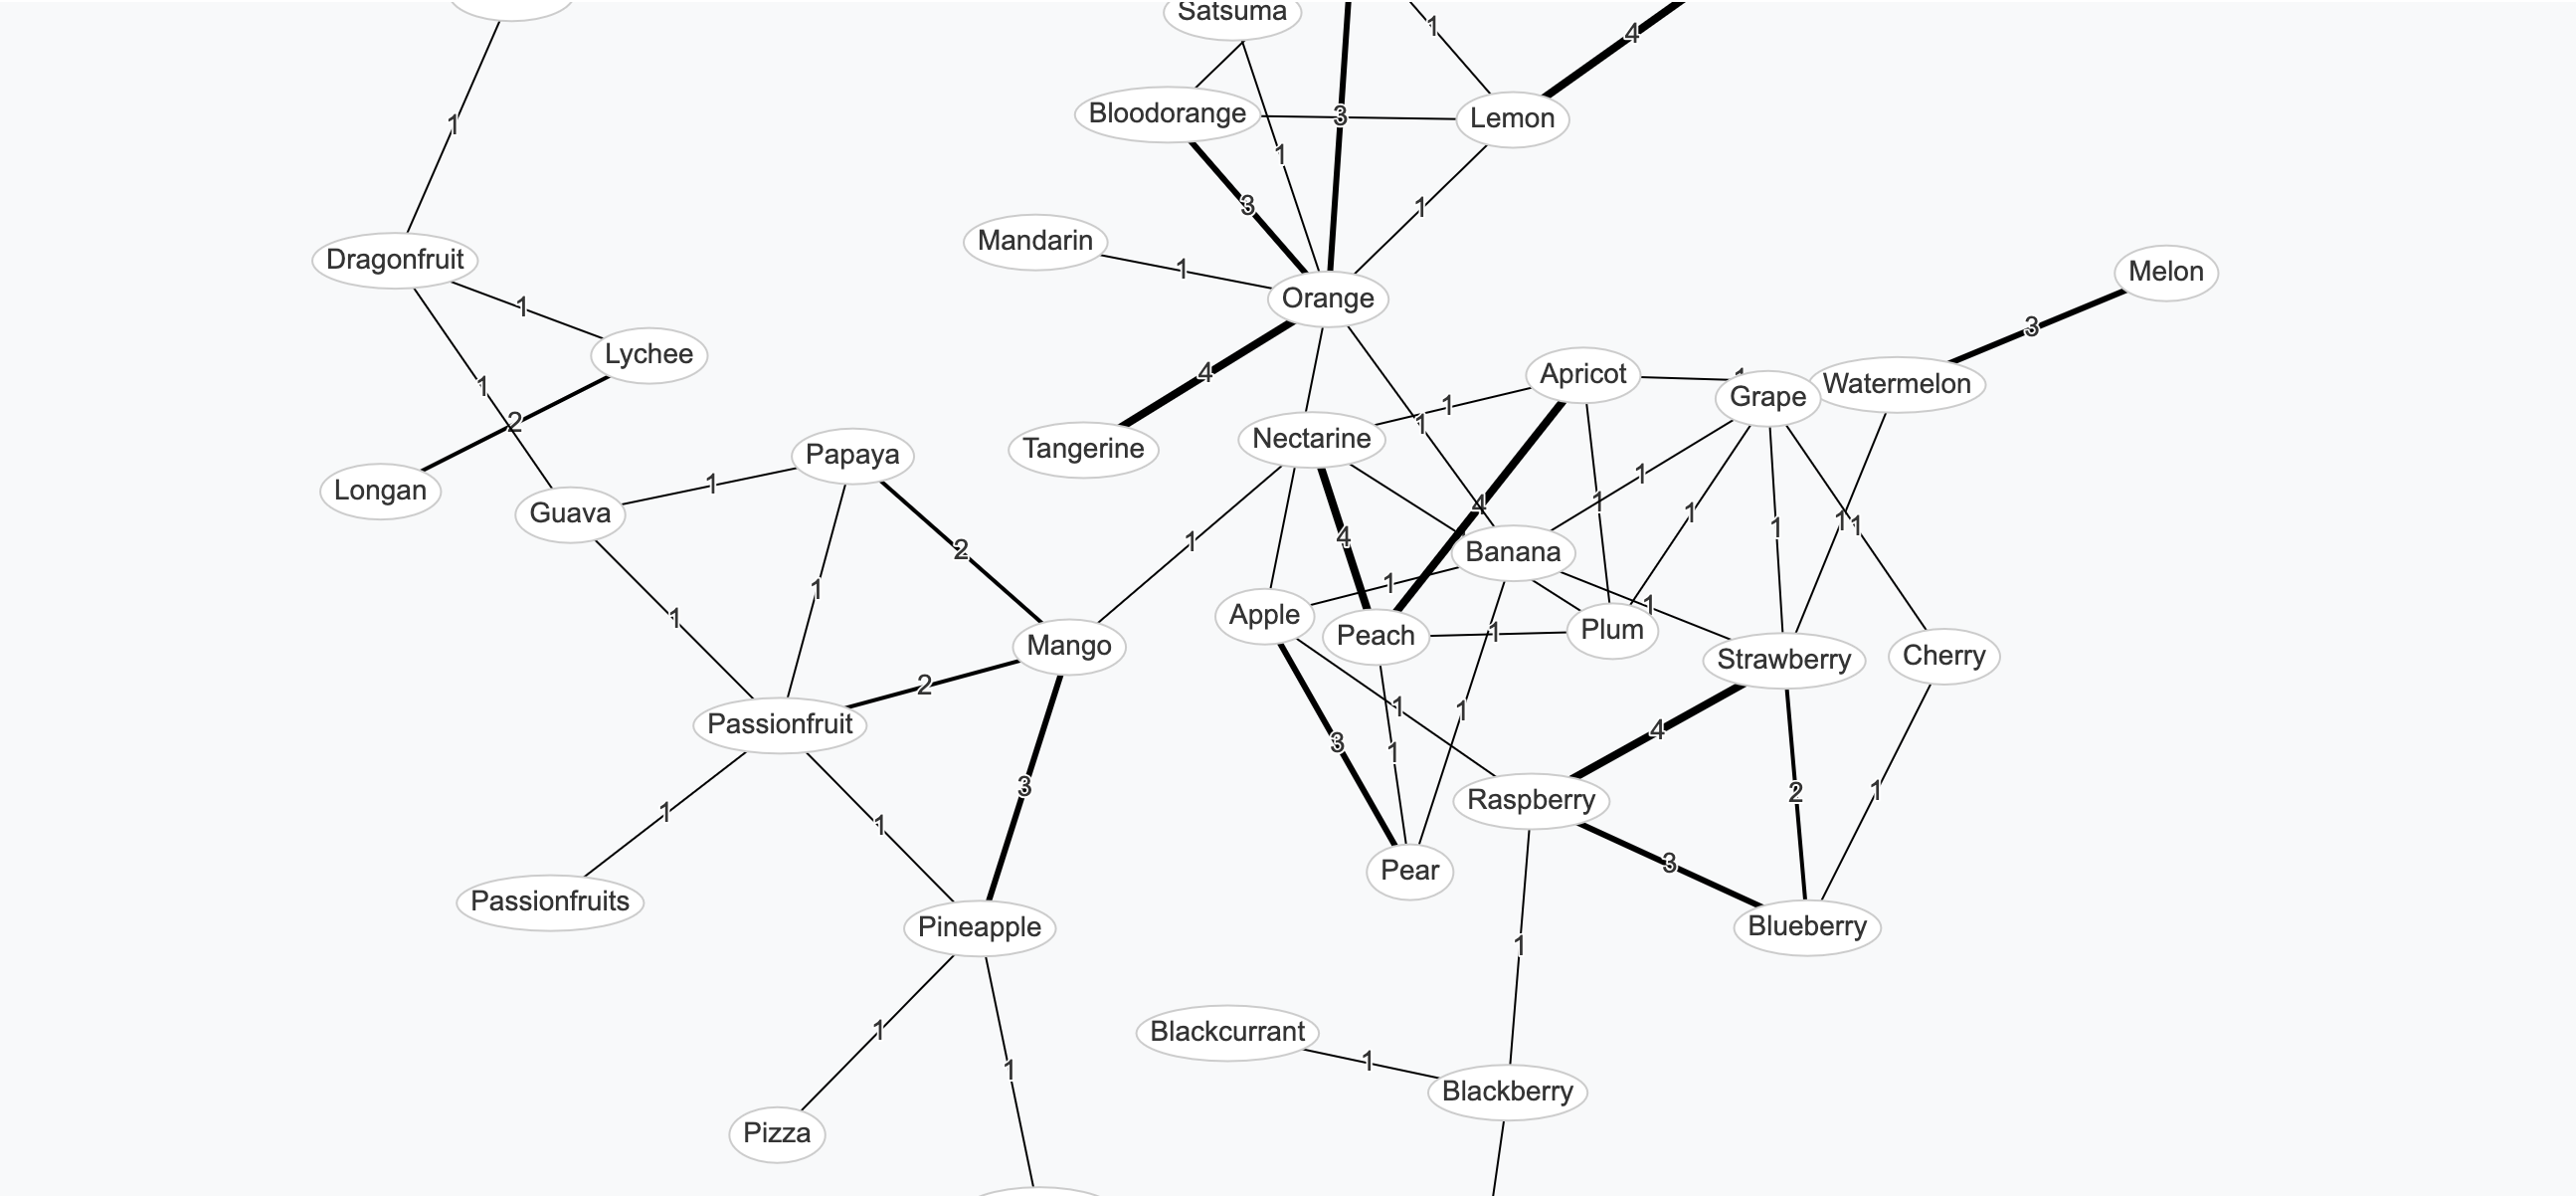 Satsuma
1
4
Bloodorange
3
Lemon
1
1
3
1
Mandarin
1
Dragonfruit
Orange
Melon
1
3
Lychee
4
Apricot
1
Grape
Watermelon
1
1
1
2
Nectarine
Tangerine
Papaya
1
1
Longan
Guava
4
1
1
1
1
1
2
1
4
Banana
1
1
1
Apple
Peach
1
Plum
1
Mango
Strawberry
Cherry
2
Passionfruit
1
1
4
3
1
3
1
2
1
Raspberry
1
1
3
Pear
Passionfruits
Pineapple
Blueberry
1
1
Blackcurrant
1
1
Blackberry
Pizza